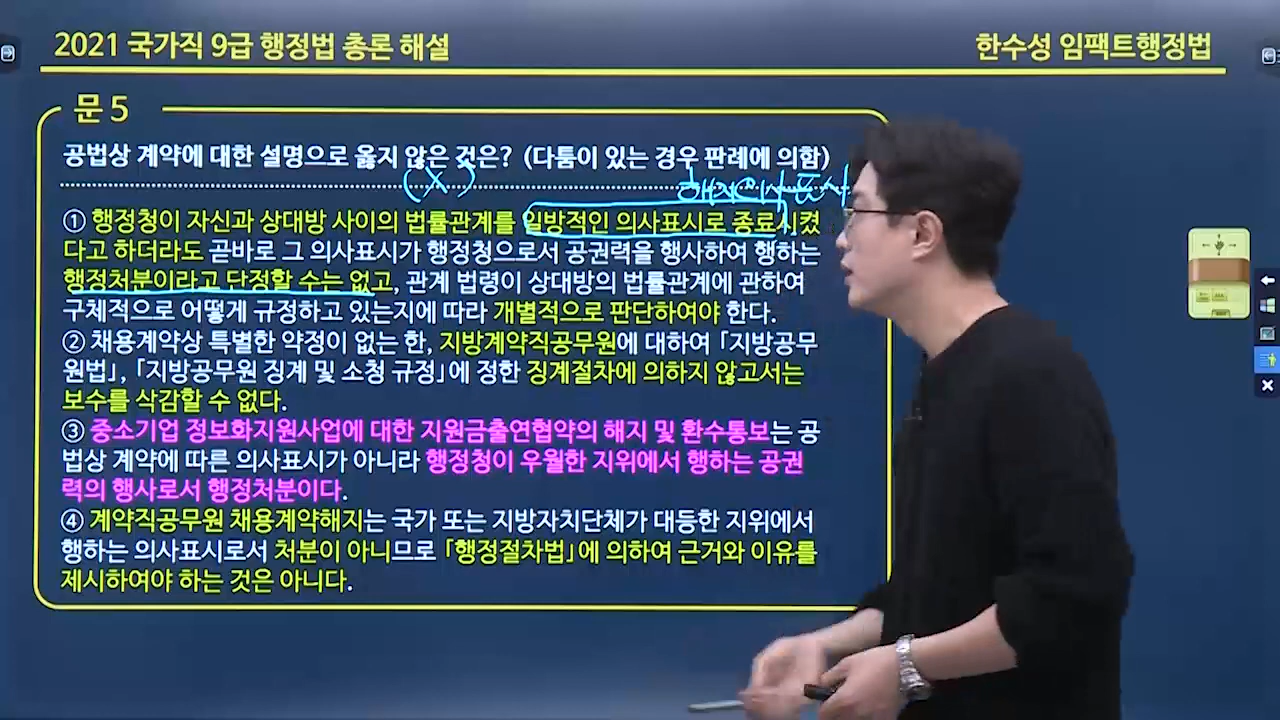 2021 국가직 9급 행정법 총론 해설
한수성 임팩트행정법
문 5
공법상 계약에 대한 설명으로 옳지 않은 것은? (다툼이 있는 경우 판례에 의함)
(X)
해지의사표시
① 행정청이 자신과 상대방 사이의 법률관계를 일방적인 의사표시로 종료시켰
다고 하더라도 곧바로 그 의사표시가 행정청으로서 공권력을 행사하여 행하는
행정처분이라고 단정할 수는 없고, 관계 법령이 상대방의 법률관계에 관하여
구체적으로 어떻게 규정하고 있는지에 따라 개별적으로 판단하여야 한다.
② 채용계약상 특별한 약정이 없는 한, 지방계약직공무원에 대하여 「지방공무
원법」, 「지방공무원 징계 및 소청 규정」에 정한 징계절차에 의하지 않고서는
보수를 삭감할 수 없다.
③ 중소기업 정보화지원사업에 대한 지원금출연협약의 해지 및 환수통보는 공
법상 계약에 따른 의사표시가 아니라 행정청이 우월한 지위에서 행하는 공권
력의 행사로서 행정처분이다.
④ 계약직공무원 채용계약해지는 국가 또는 지방자치단체가 대등한 지위에서
행하는 의사표시로서 처분이 아니므로 「행정절차법」에 의하여 근거와 이유를
제시하여야 하는 것은 아니다.